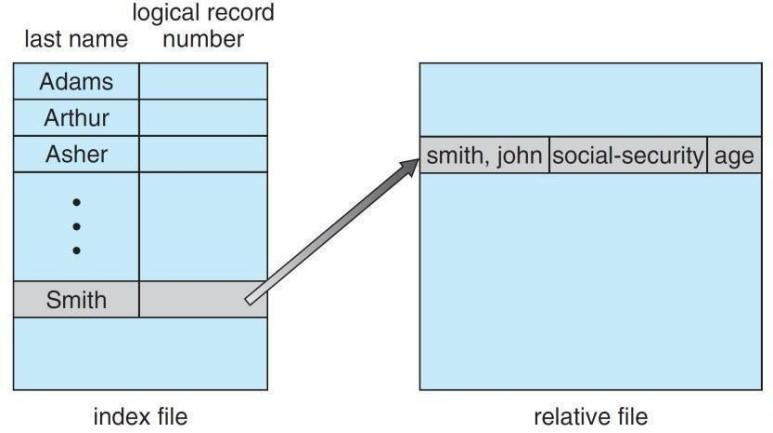 last name
logical record
number
Adams
Arthur
Asher
Smith
index file
smith, john social-security age
relative file